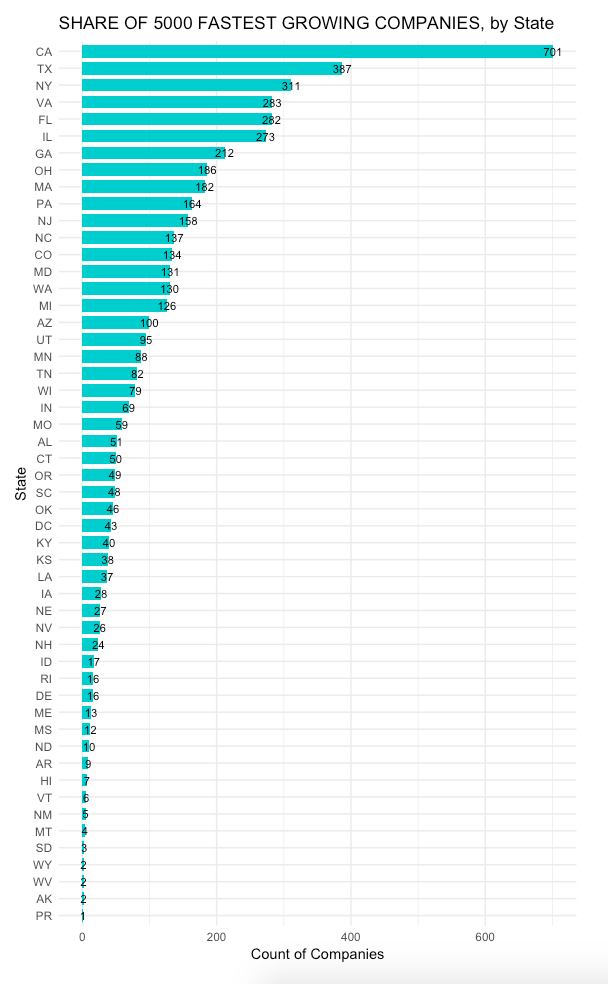 SHARE OF 5000 FASTEST GROWING COMPANIES, by State
CA 701
TX 387
NY 311
VA 283
FL 282
IL 273
GA 212
OH 186
MA 182
PA 164
NJ 158
NC 137
CO 134
MD 131
WA 130
MI 126
AZ 100
UT 95
MN 88
TN 82
WI 79
IN 69
MO 59
AL 51
CT 50
OR 49
SC 48
OK 46
DC 43
KY 40
KS 38
LA 37
IA 28
NE 27
NV 26
NH 24
ID 17
RI 16
DE 16
ME 13
MS 12
ND 10
AR 9
HI 7
VT 6
NM 5
MT 4
SD 3
WY 2
WV 2
AK 2
PR 1
State
0 200 400 600
Count of Companies